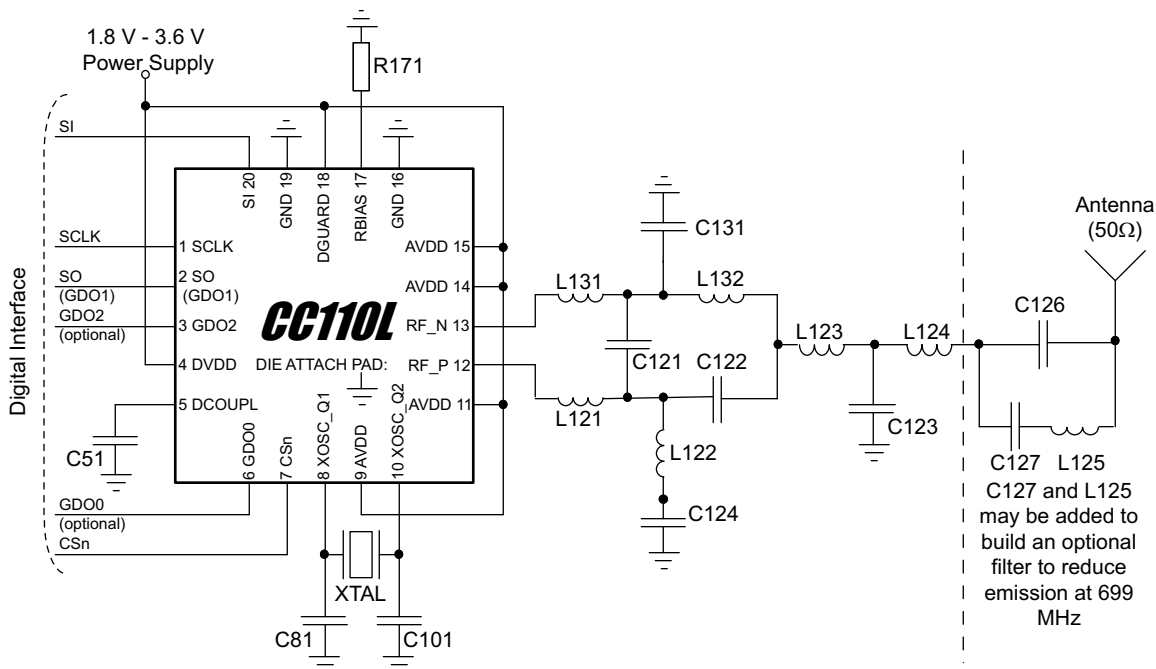 1.8 V - 3.6 V
Power Supply
R171
Digital Interface
SI
SI 20
GND 19
DGUARD 18
RBIAS 17
GND 16
SCLK
1 SCLK
AVDD 15
SO
(GDO1)
2 SO
(GDO1)
AVDD 14
GDO2
(optional)
3 GDO2
CC110L
RF_N 13
4 DVDD
DIE ATTACH PAD:
RF_P 12
5 DCOUPL
AVDD 11
6 GDO0
7 CSn
8 XOSC_Q1
9 AVDD
10 XOSC_Q2
C51
GDO0
(optional)
CSn
XTAL
C81
C101
C131
L131
L132
C121
C122
L121
L122
C124
L123
L124
C123
Antenna
(50Ω)
C126
C127
L125
C127 and L125
may be added to
build an optional
filter to reduce
emission at 699
MHz